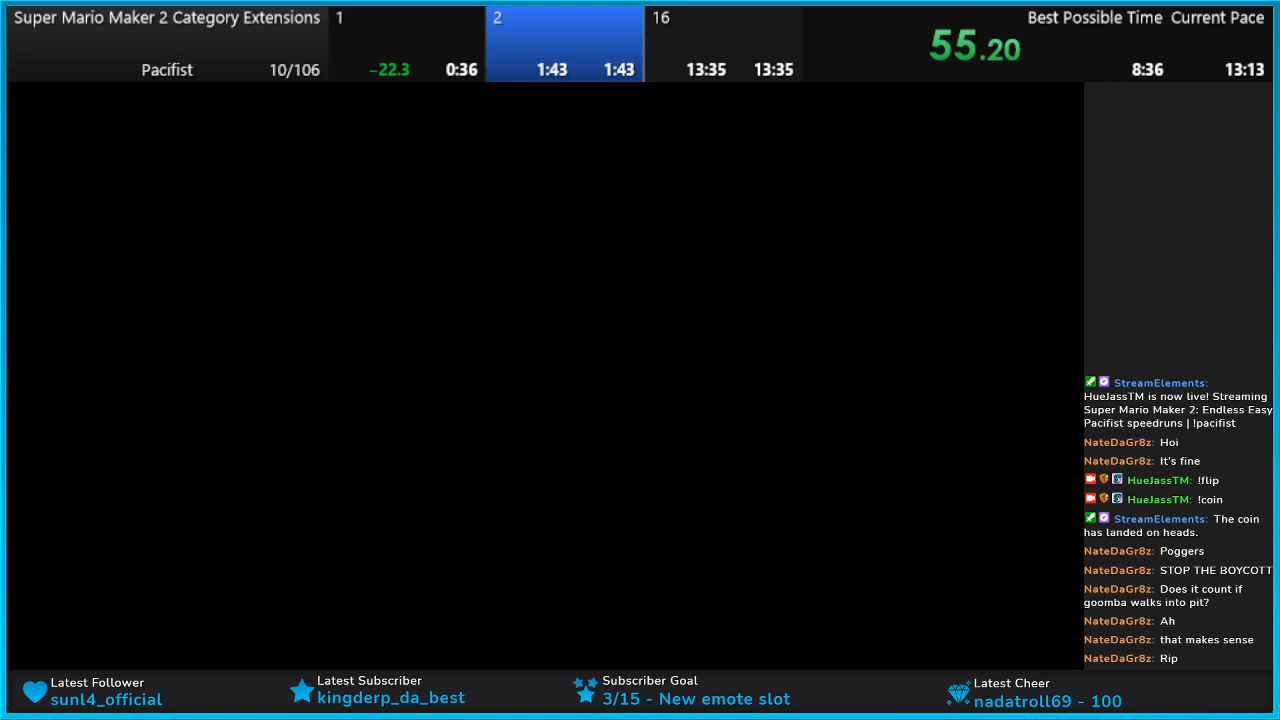 Super Mario Maker 2 Category Extensions
Pacifist 10/106
1
−22.3 0:36
2
1:43 1:43
16
13:35 13:35
55.20
Best Possible Time Current Pace
8:36 13:13
StreamElements:
HueJassTM is now live! Streaming
Super Mario Maker 2: Endless Easy
Pacifist speedruns | !pacifist
NateDaGr8z: Hoi
NateDaGr8z: It's fine
HueJassTM: !flip
HueJassTM: !coin
StreamElements: The coin
has landed on heads.
NateDaGr8z: Poggers
NateDaGr8z: STOP THE BOYCOTT
NateDaGr8z: Does it count if
goomba walks into pit?
NateDaGr8z: Ah
NateDaGr8z: that makes sense
NateDaGr8z: Rip
Latest Follower
sunl4_official
Latest Subscriber
kingderp_da_best
Subscriber Goal
3/15 - New emote slot
Latest Cheer
nadatroll69 - 100